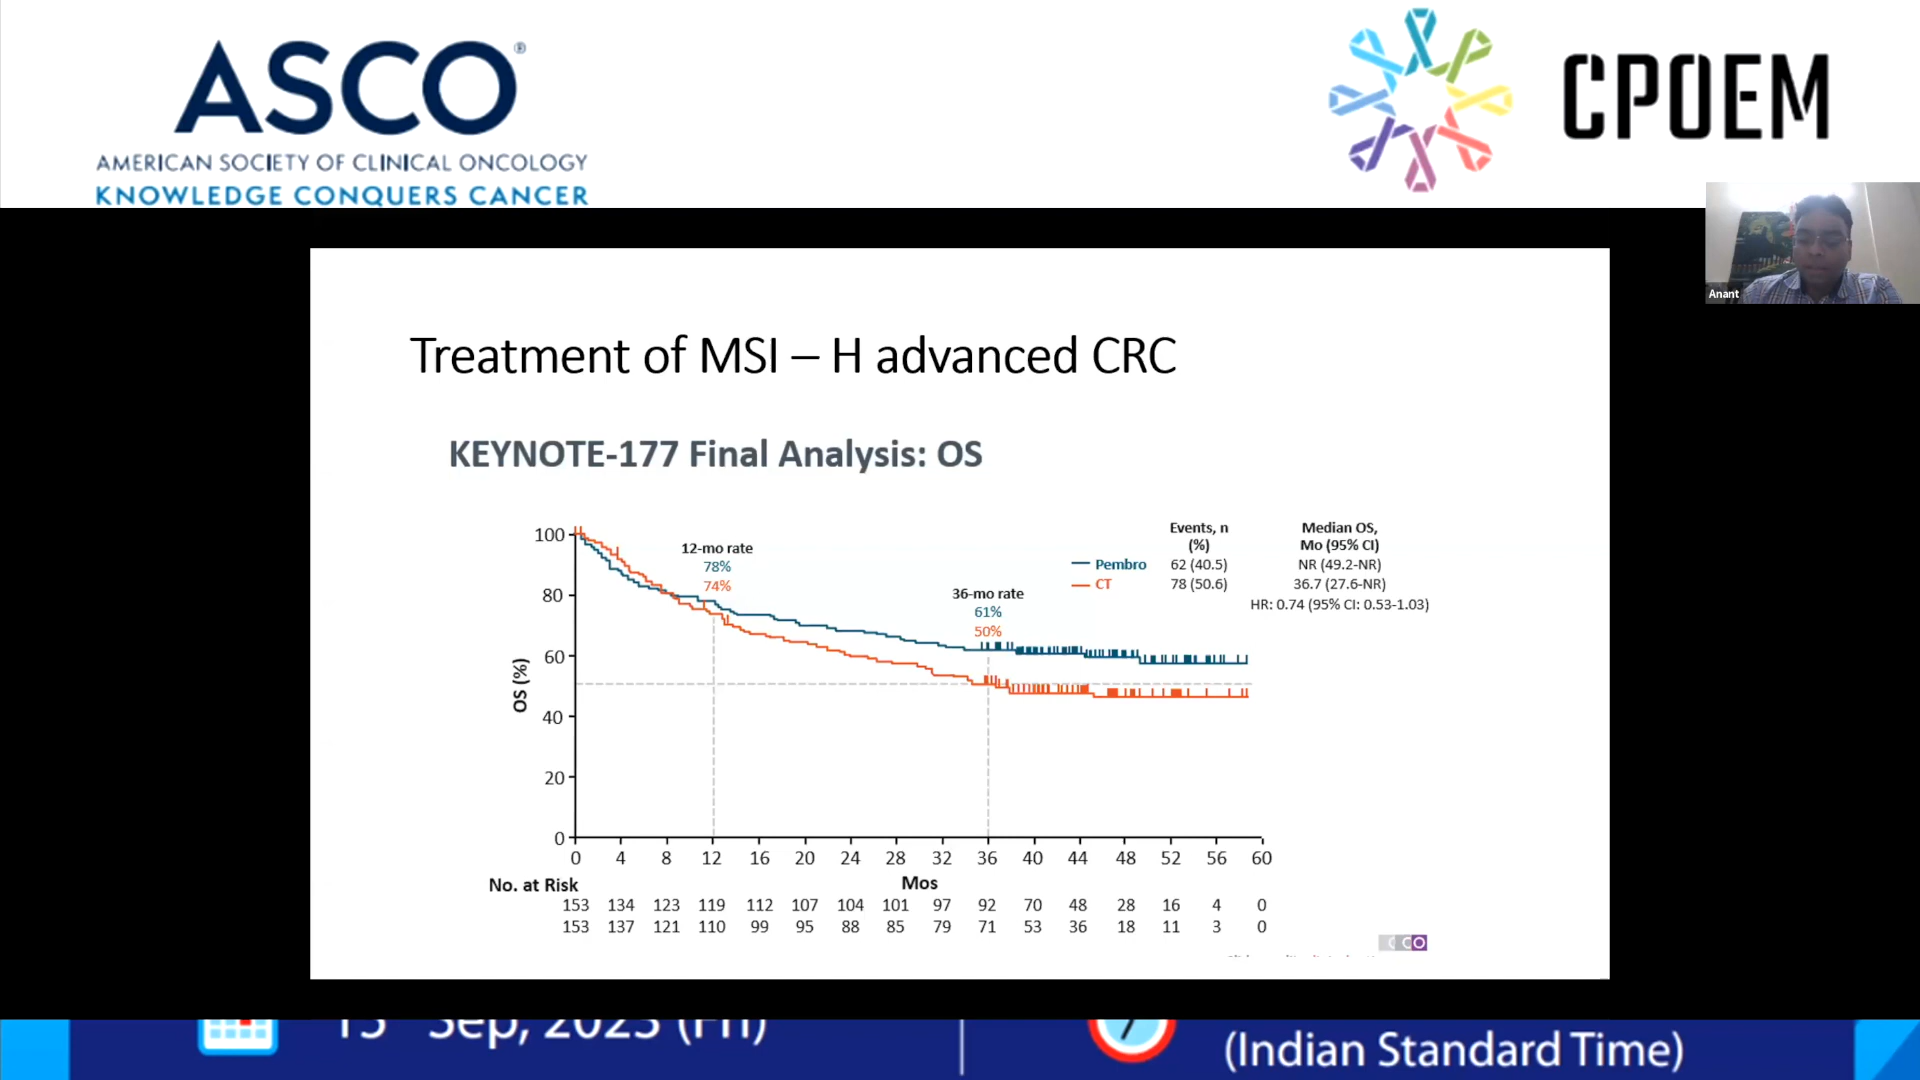 ASCO®
AMERICAN SOCIETY OF CLINICAL ONCOLOGY
KNOWLEDGE CONQUERS CANCER
CPOEM
Anant
Treatment of MSI – H advanced CRC
KEYNOTE-177 Final Analysis: OS
Events, n (%)
Median OS, Mo (95% CI)
Pembro 62 (40.5) NR (49.2-NR)
CT 78 (50.6) 36.7 (27.6-NR)
HR: 0.74 (95% CI: 0.53-1.03)
12-mo rate
78%
74%
36-mo rate
61%
50%
OS (%)
100
80
60
40
20
0
0 4 8 12 16 20 24 28 32 36 40 44 48 52 56 60
Mos
No. at Risk
153 134 123 119 112 107 104 101 97 92 70 48 28 16 4 0
153 137 121 110 99 95 88 85 79 71 53 36 18 11 3 0
CCO
15 Sep, 2023 (Fri)
(Indian Standard Time)